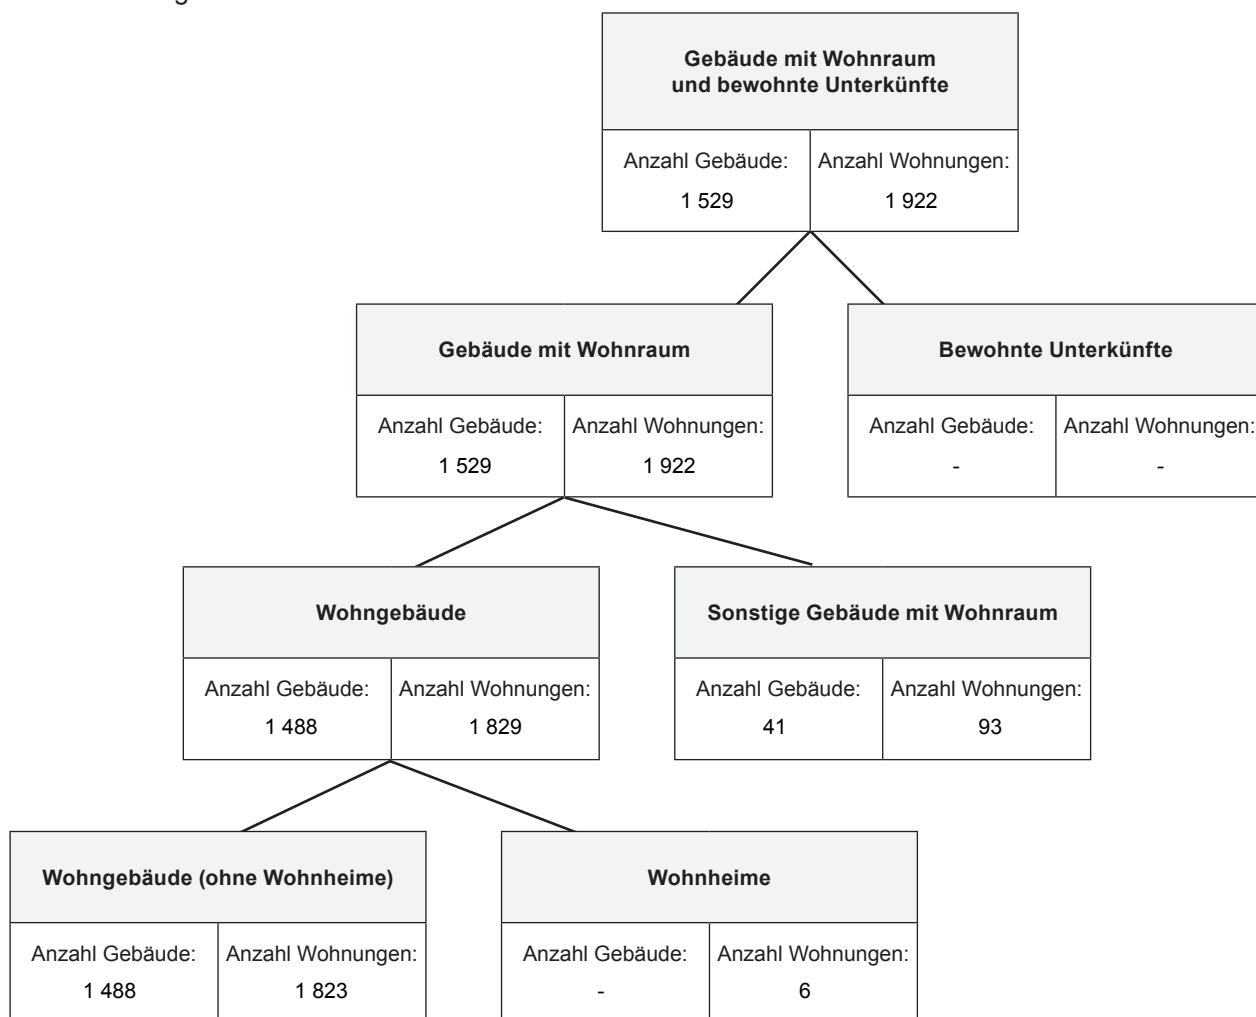 Gebäude mit Wohnraum
und bewohnte Unterkünfte
Anzahl Gebäude: Anzahl Wohnungen:
1 529 1 922
Gebäude mit Wohnraum Bewohnte Unterkünfte
Anzahl Gebäude: Anzahl Wohnungen: Anzahl Gebäude: Anzahl Wohnungen:
1 529 1 922 - -
Wohngebäude Sonstige Gebäude mit Wohnraum
Anzahl Gebäude: Anzahl Wohnungen: Anzahl Gebäude: Anzahl Wohnungen:
1 488 1 829 41 93
Wohngebäude (ohne Wohnheime) Wohnheime
Anzahl Gebäude: Anzahl Wohnungen: Anzahl Gebäude: Anzahl Wohnungen:
1 488 1 823 - 6